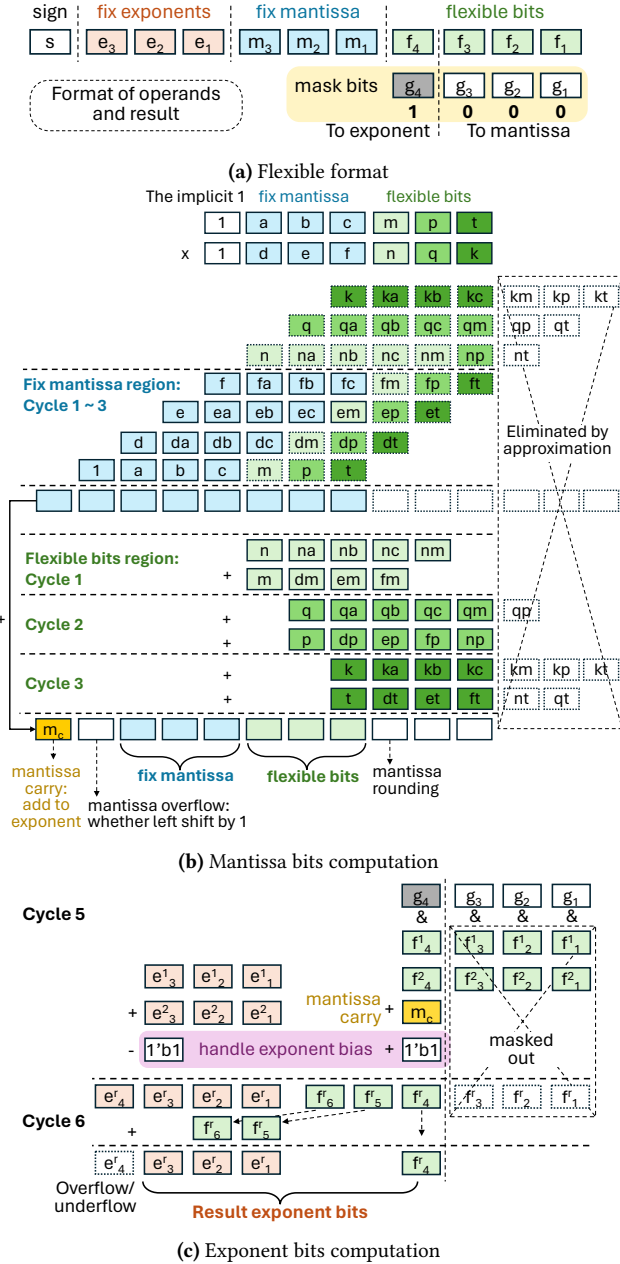 sign fix exponents fix mantissa flexible bits
s e3 e2 e1 m3 m2 m1 f4 f3 f2 f1
Format of operands
and result
mask bits g4 g3 g2 g1
1 0 0 0
To exponent To mantissa
(a) Flexible format
The implicit 1 fix mantissa flexible bits
1 a b c m p t
x 1 d e f n q k
k ka kb kc km kp kt
q qa qb qc qm qp qt
n na nb nc nm np nt
Fix mantissa region:
Cycle 1 ~ 3
f fa fb fc fm fp ft
e ea eb ec em ep et
d da db dc dm dp dt
1 a b c m p t
Eliminated by
approximation
Flexible bits region:
Cycle 1
n na nb nc nm
+ m dm em fm
+
Cycle 2
+ q qa qb qc qm qp
+ p dp ep fp np
Cycle 3
+ k ka kb kc km kp kt
+ t dt et ft nt qt
mc
fix mantissa flexible bits
mantissa
carry:
add to
exponent
mantissa overflow:
whether left shift by 1
mantissa
rounding
(b) Mantissa bits computation
Cycle 5
g4 g3 g2 g1
& & & &
f14 f13 f12 f11
e13 e12 e11 f24 f23 f22 f21
+ e23 e22 e21 mantissa
carry + mc
- 1'b1 handle exponent bias + 1'b1
masked
out
er4 er3 er2 er1 fr6 fr5 fr4 fr3 fr2 fr1
Cycle 6
+ fr6 fr5
er4 er3 er2 er1 fr4
Overflow/
underflow
Result exponent bits
(c) Exponent bits computation